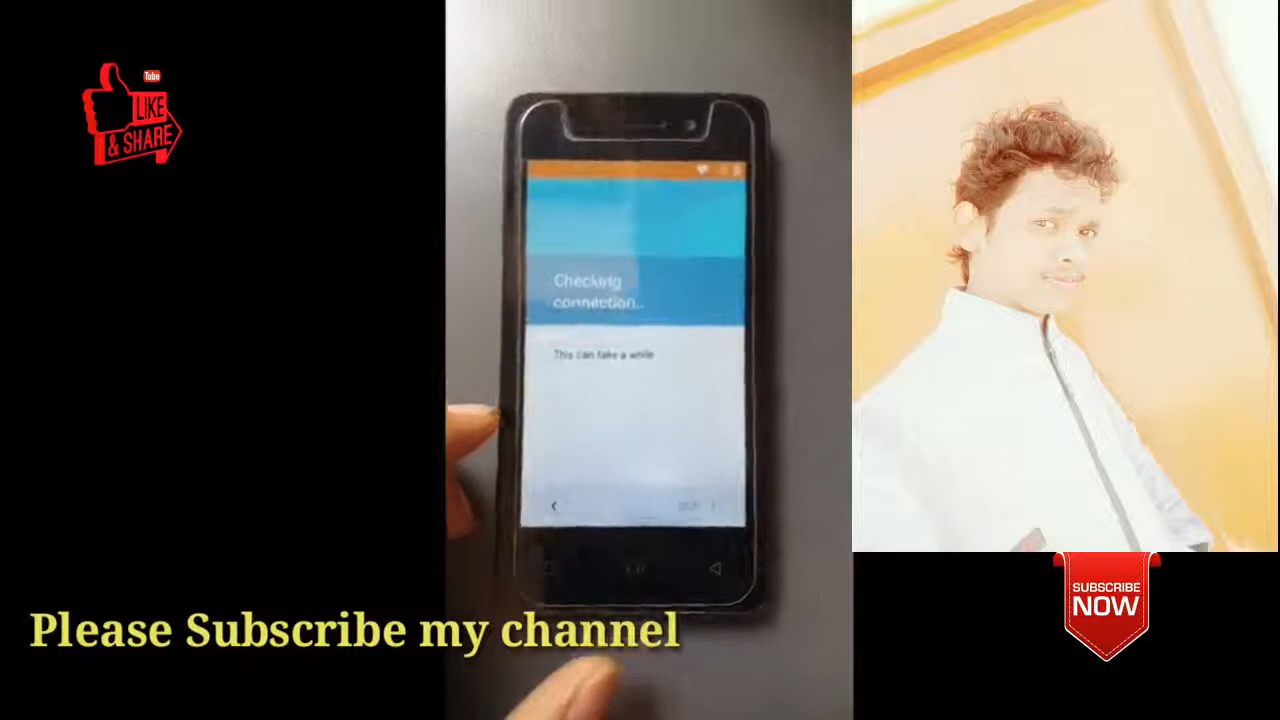 Tube
LIKE
& SHARE
Checking
connection..
This can take a while
Please Subscribe my channel
SUBSCRIBE
NOW